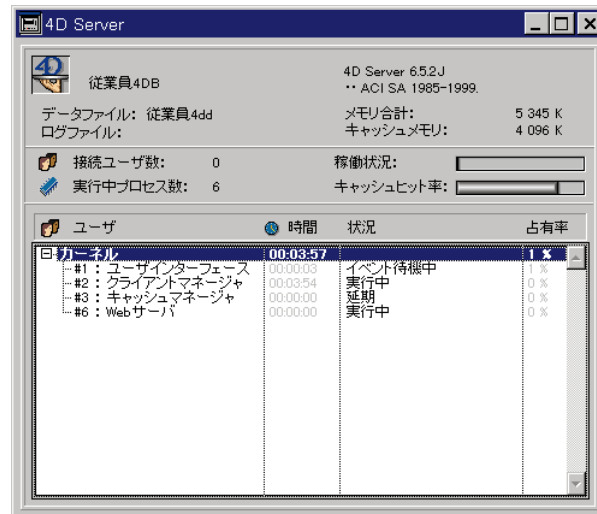 4D Server
従業員4DB
4D Server 6.5.2J
•• ACI SA 1985-1999.
データファイル: 従業員4dd
メモリ合計: 5 345 K
ログファイル:
キャッシュメモリ: 4 096 K
接続ユーザ数: 0
稼働状況:
実行中プロセス数: 6
キャッシュヒット率:
ユーザ 時間 状況 占有率
カーネル 00:03:57 1 %
#1 : ユーザインターフェース 00:00:03 イベント待機中 1 %
#2 : クライアントマネージャ 00:03:54 実行中 0 %
#3 : キャッシュマネージャ 00:00:00 延期 0 %
#6 : Webサーバ 00:00:00 実行中 0 %